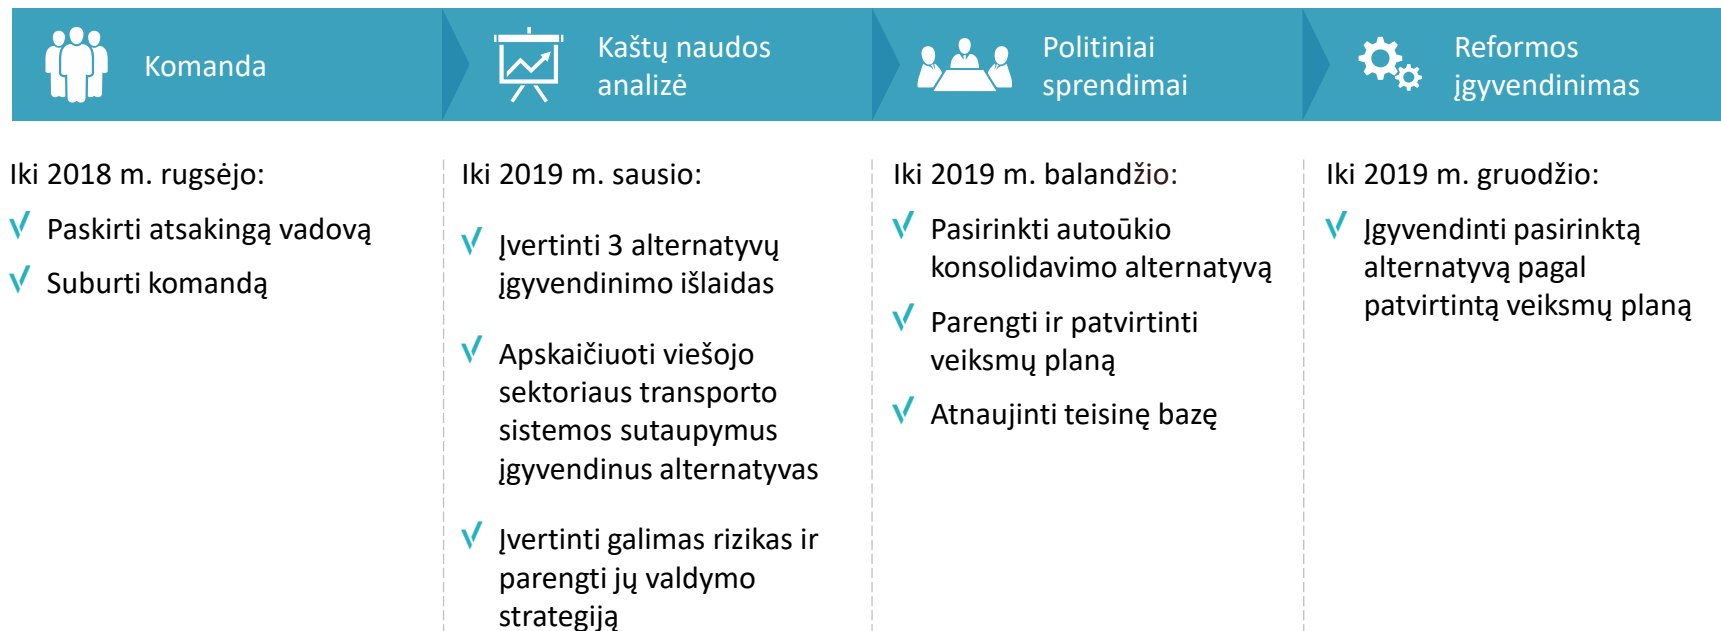 Komanda
Kaštų naudos
analizė
Politiniai
sprendimai
Reformos
įgyvendinimas
Iki 2018 m. rugsėjo:
Paskirti atsakingą vadovą
Suburti komandą
Iki 2019 m. sausio:
Įvertinti 3 alternatyvų
įgyvendinimo išlaidas
Apskaičiuoti viešojo
sektoriaus transporto
sistemos sutaupymus
įgyvendinus alternatyvas
Įvertinti galimas rizikas ir
parengti jų valdymo
strategiją
Iki 2019 m. balandžio:
Pasirinkti autoūkio
konsolidavimo alternatyvą
Parengti ir patvirtinti
veiksmų planą
Atnaujinti teisinę bazę
Iki 2019 m. gruodžio:
Įgyvendinti pasirinktą
alternatyvą pagal
patvirtintą veiksmų planą